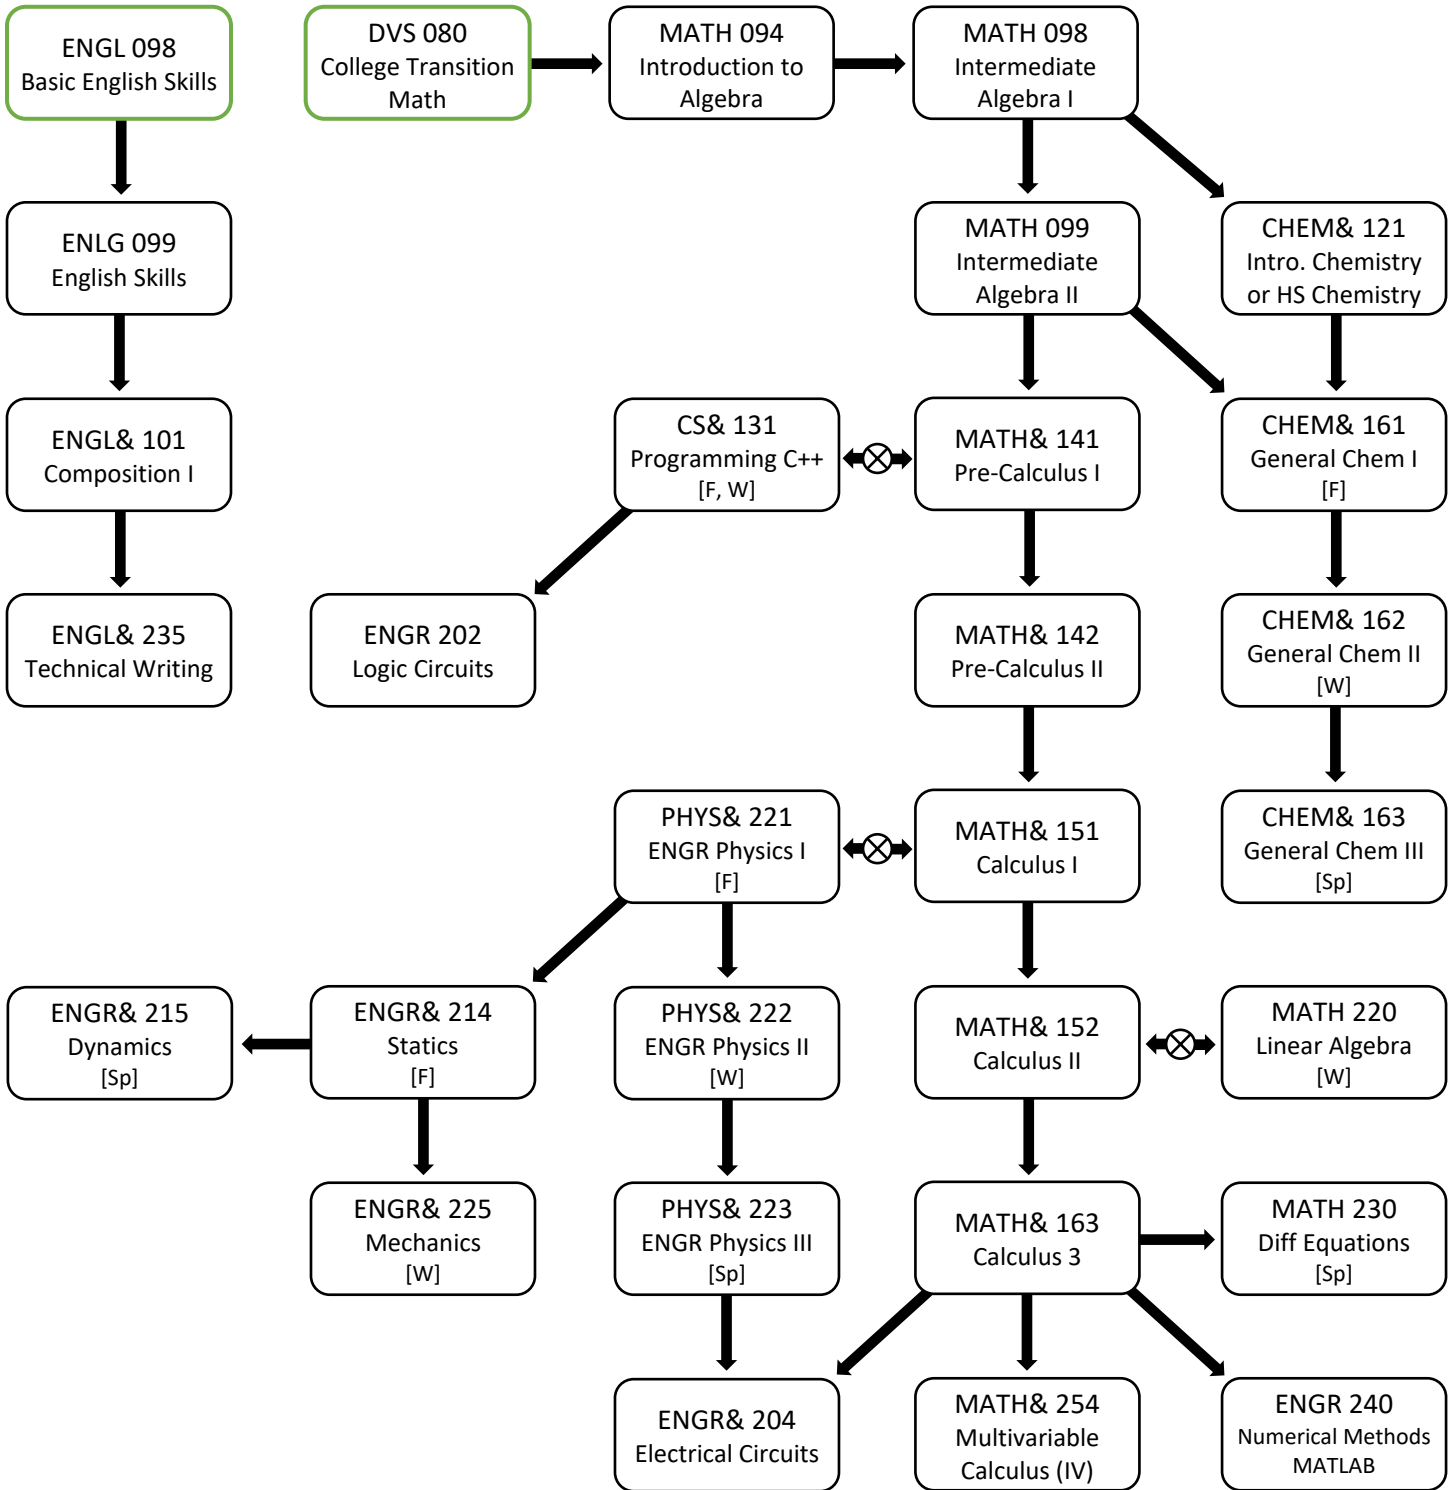 ENGL 098
Basic English Skills
DVS 080
College Transition
Math
MATH 094
Introduction to
Algebra
MATH 098
Intermediate
Algebra I
ENLG 099
English Skills
MATH 099
Intermediate
Algebra II
CHEM& 121
Intro. Chemistry
or HS Chemistry
ENGL& 101
Composition I
CS& 131
Programming C++
[F, W]
MATH& 141
Pre-Calculus I
CHEM& 161
General Chem I
[F]
ENGL& 235
Technical Writing
ENGR 202
Logic Circuits
MATH& 142
Pre-Calculus II
CHEM& 162
General Chem II
[W]
PHYS& 221
ENGR Physics I
[F]
MATH& 151
Calculus I
CHEM& 163
General Chem III
[Sp]
ENGR& 215
Dynamics
[Sp]
ENGR& 214
Statics
[F]
PHYS& 222
ENGR Physics II
[W]
MATH& 152
Calculus II
MATH 220
Linear Algebra
[W]
ENGR& 225
Mechanics
[W]
PHYS& 223
ENGR Physics III
[Sp]
MATH& 163
Calculus 3
MATH 230
Diff Equations
[Sp]
ENGR& 204
Electrical Circuits
MATH& 254
Multivariable
Calculus (IV)
ENGR 240
Numerical Methods
MATLAB